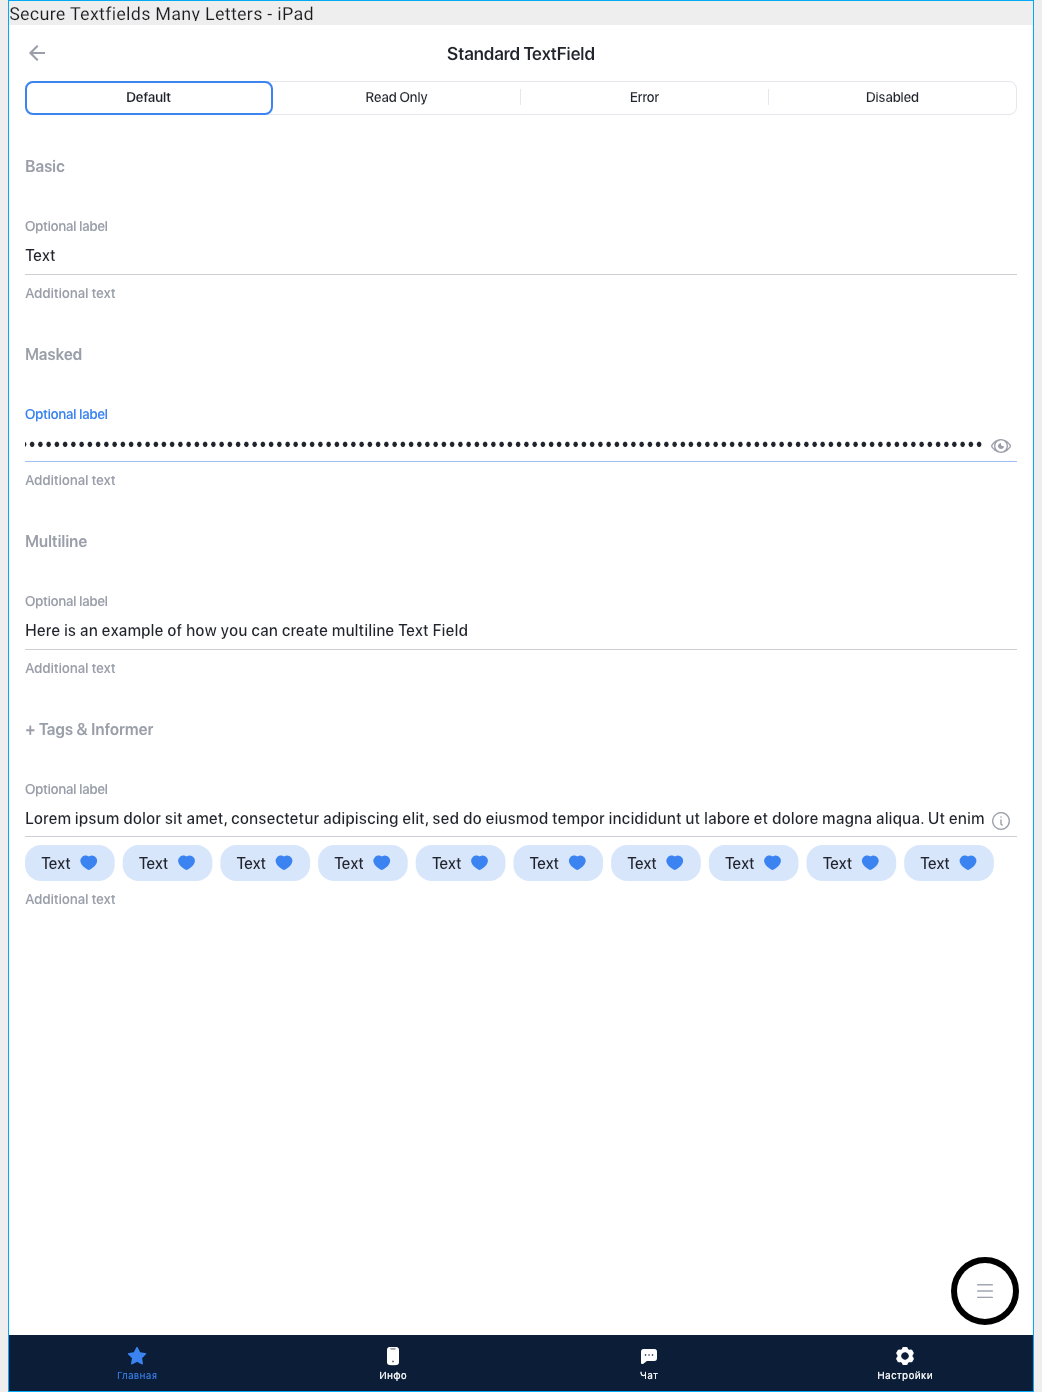 Secure Textfields Many Letters - iPad
Standard TextField
Default Read Only Error Disabled
Basic
Optional label
Text
Additional text
Masked
Optional label
Additional text
Multiline
Optional label
Here is an example of how you can create multiline Text Field
Additional text
+ Tags & Informer
Optional label
Lorem ipsum dolor sit amet, consectetur adipiscing elit, sed do eiusmod tempor incididunt ut labore et dolore magna aliqua. Ut enim
Text Text Text Text Text Text Text Text Text Text
Additional text
Главная Инфо Чат Настройки